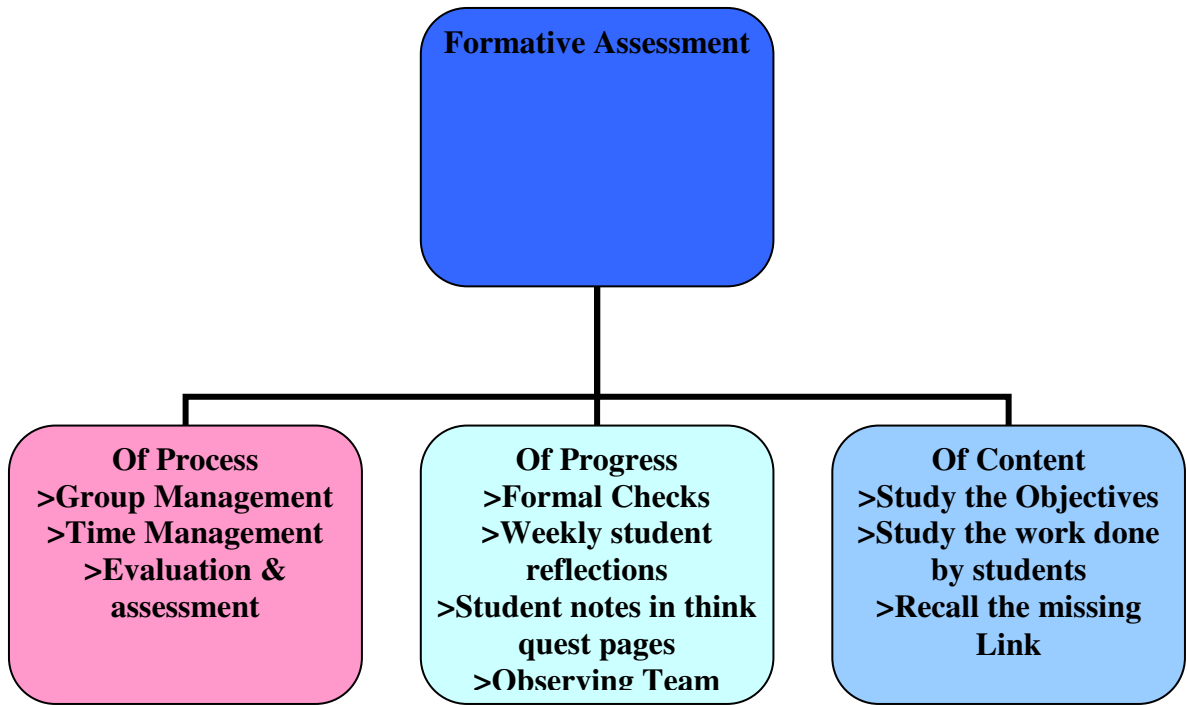 Formative Assessment
Of Process
>Group Management
>Time Management
>Evaluation &
assessment
Of Progress
>Formal Checks
>Weekly student
reflections
>Student notes in think
quest pages
>Observing Team
Of Content
>Study the Objectives
>Study the work done
by students
>Recall the missing
Link